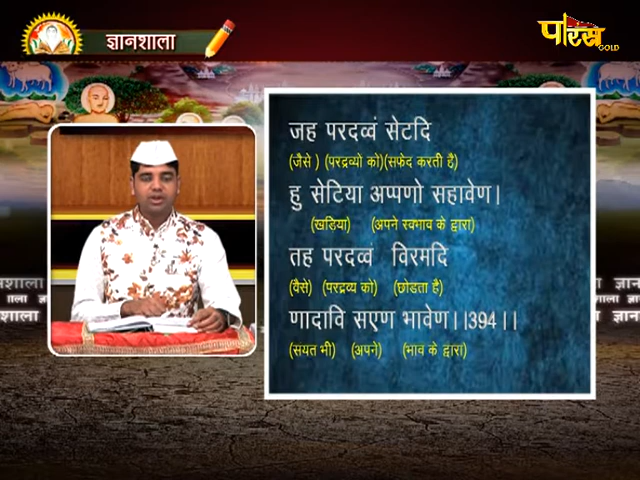 ज्ञानशाला
पारस
GOLD
जह परदव्वं सेटदि
(जैसे ) (परद्रव्यो को)(सफेद करती है)
हु सेटिया अप्पणो सहावेण।
(खडिया) (अपने स्वभाव के द्वारा)
तह परदव्वं विरमदि
(वैसे) (परद्रव्य को) (छोडता है)
णादावि सएण भावेण।।394।।
(सयत भी) (अपने) (भाव के द्वारा)